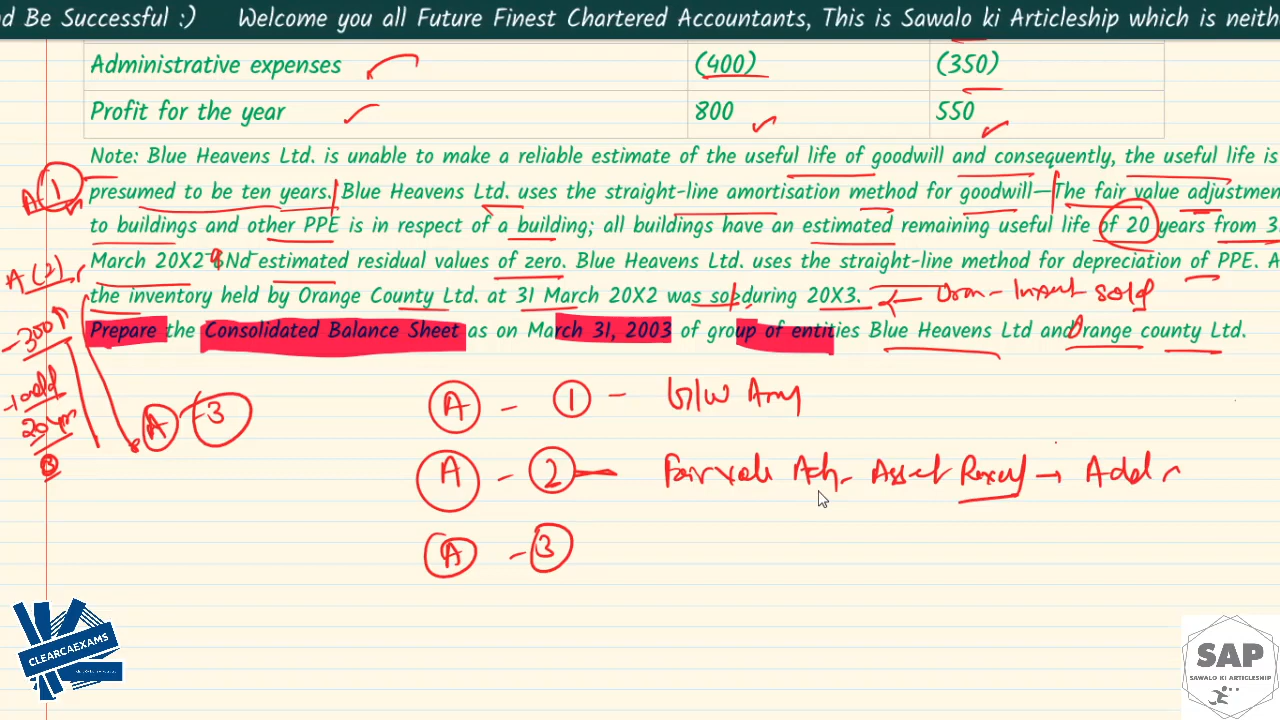 d Be Successful :) Welcome you all Future Finest Chartered Accountants, This is Sawalo ki Articleship which is neith
Administrative expenses (400) (350)
Profit for the year 800 550
Note: Blue Heavens Ltd. is unable to make a reliable estimate of the useful life of goodwill and consequently, the useful life is
A 1 presumed to be ten years. Blue Heavens Ltd. uses the straight-line amortisation method for goodwill—The fair value adjustmen
to buildings and other PPE is in respect of a building; all buildings have an estimated remaining useful life of 20 years from 3
A (2) March 20X2 Nd estimated residual values of zero. Blue Heavens Ltd. uses the straight-line method for depreciation of PPE. A
the inventory held by Orange County Ltd. at 31 March 20X2 was so during 20X3. sold
300 Prepare the Consolidated Balance Sheet as on March 31, 2003 of group of entities Blue Heavens Ltd and Orange county Ltd.
A - 3
A - 1 - G/W
A - 2 - Asset → Add
A - 3
CLEARCAEXAMS
SAP
SAWALO KI ARTICLESHIP